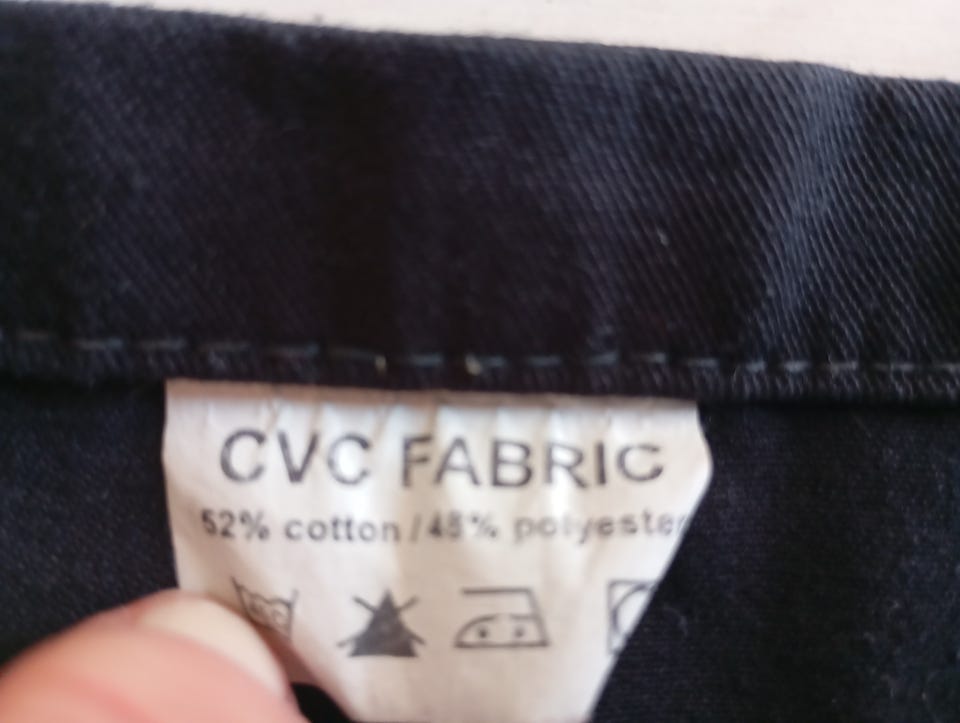 CVC FABRIC
52% cotton / 48% polyester